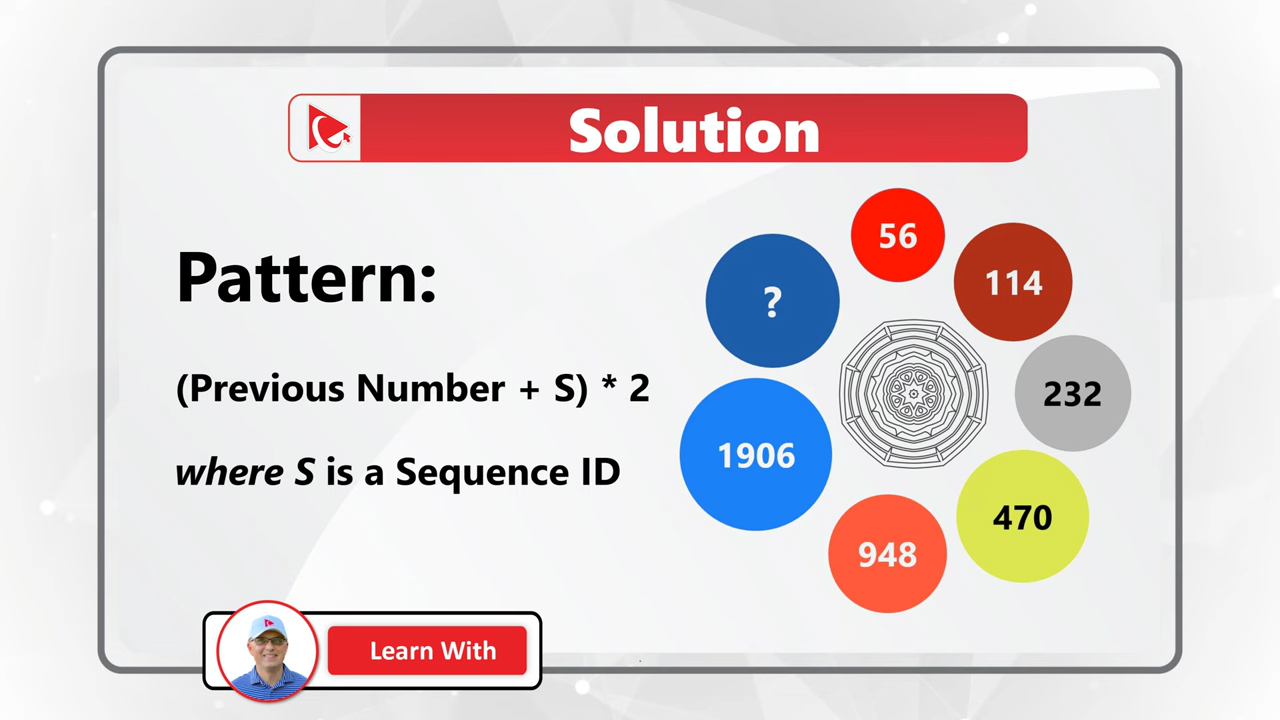 Solution
Pattern:
(Previous Number + S) * 2
where S is a Sequence ID
56
114
232
470
948
1906
?
Learn With